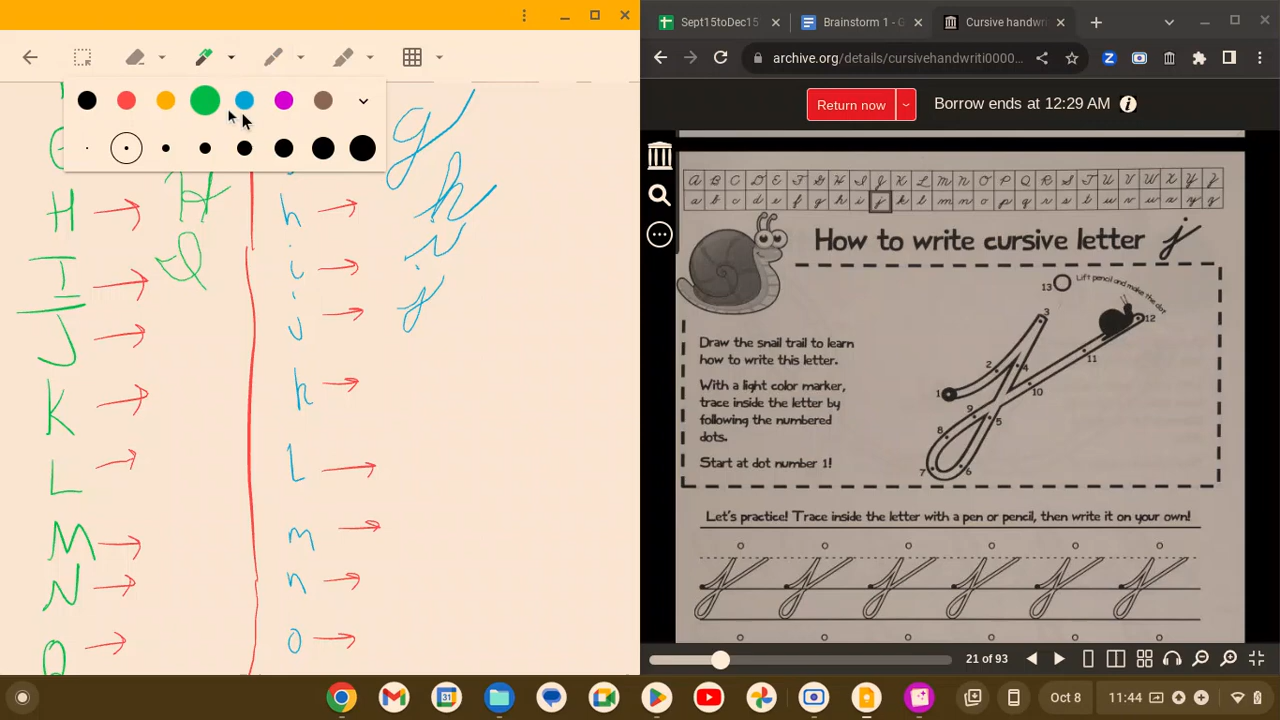 Sept15toDec15
Brainstorm 1 - G
Cursive handwri
archive.org/details/cursivehandwriti0000...
Return now
Borrow ends at 12:29 AM
g
H → H
h → h
I → I
i → i
J →
j → j
K →
k →
L →
L →
M →
m →
N →
n →
O →
o →
A B C D E F G H I J K L M N O P Q R S T U V W X Y Z
a b c d e f g h i j k l m n o p q r s t u v w x y z
How to write cursive letter j
Draw the snail trail to learn
how to write this letter.
With a light color marker,
trace inside the letter by
following the numbered
dots.
Start at dot number 1!
13
Lift pencil and make the dot
3
12
2
4
11
1
10
9
5
8
7
6
Let's practice! Trace inside the letter with a pen or pencil, then write it on your own!
j j j j j j
21 of 93
31
Oct 8
11:44